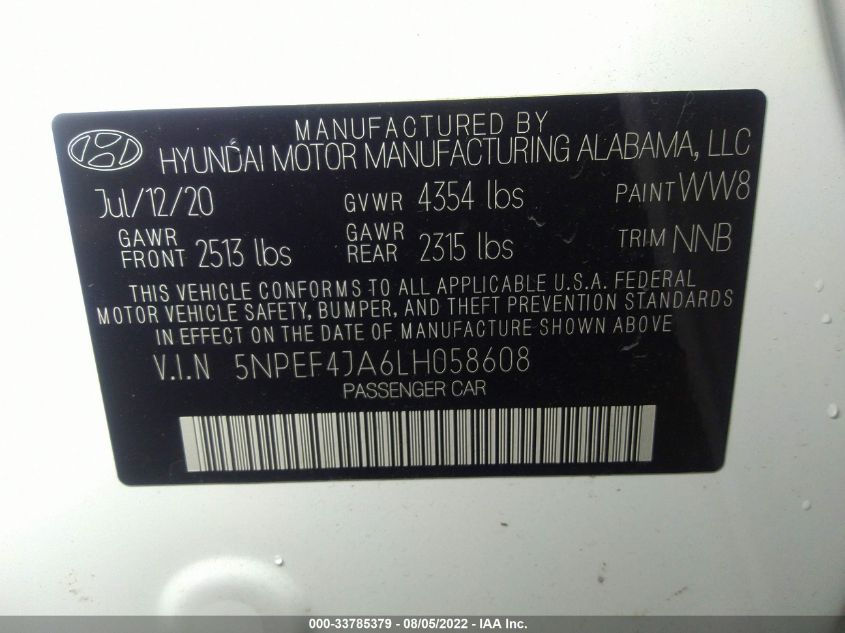 MANUFACTURED BY
HYUNDAI MOTOR MANUFACTURING ALABAMA, LLC
Jul/12/20 GVWR 4354 lbs PAINT WW8
GAWR FRONT 2513 lbs GAWR REAR 2315 lbs TRIM NNB
THIS VEHICLE CONFORMS TO ALL APPLICABLE U.S.A. FEDERAL
MOTOR VEHICLE SAFETY, BUMPER, AND THEFT PREVENTION STANDARDS
IN EFFECT ON THE DATE OF MANUFACTURE SHOWN ABOVE
V.I.N 5NPEF4JA6LH058608
PASSENGER CAR
000-33785379 - 08/05/2022 - IAA Inc.